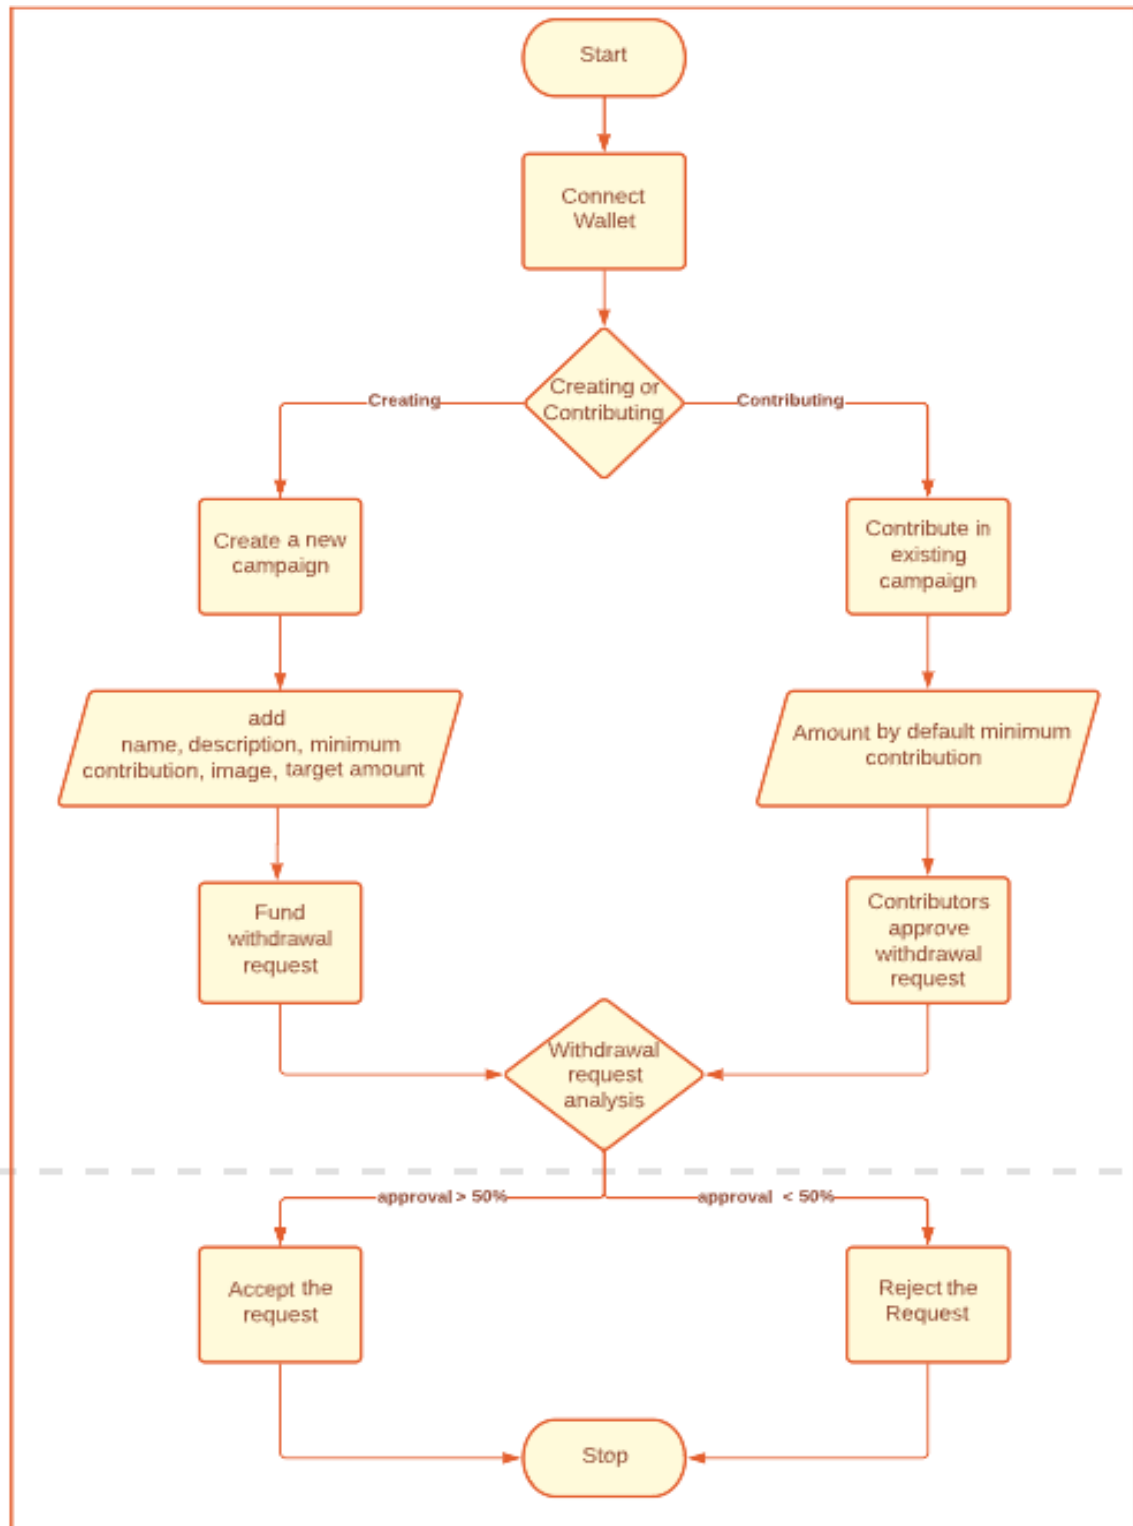 Start
Connect
Wallet
Creating or
Contributing
Creating
Contributing
Create a new
campaign
Contribute in
existing
campaign
add
name, description, minimum
contribution, image, target amount
Amount by default minimum
contribution
Fund
withdrawal
request
Contributors
approve
withdrawal
request
Withdrawal
request
analysis
approval > 50%
approval < 50%
Accept the
request
Reject the
Request
Stop